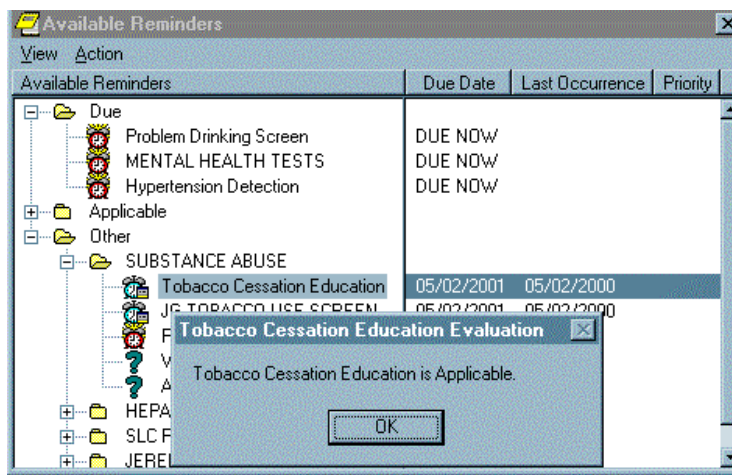 Available Reminders
View Action
Available Reminders Due Date Last Occurrence Priority
Due
Problem Drinking Screen DUE NOW
MENTAL HEALTH TESTS DUE NOW
Hypertension Detection DUE NOW
Applicable
Other
SUBSTANCE ABUSE
Tobacco Cessation Education 05/02/2001 05/02/2000
JG TOBACCO USE SCREEN 05/02/2001 05/02/2000
Tobacco Cessation Education Evaluation
F
V
Tobacco Cessation Education is Applicable.
A
HEPA
OK
SLC F
JEREI